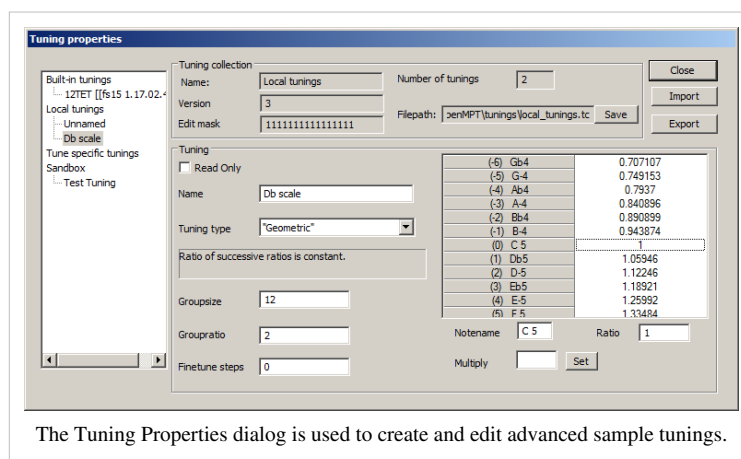 Tuning properties
Built-in tunings
12TET [[fs15 1.17.02.4
Local tunings
Unnamed
Db scale
Tune specific tunings
Sandbox
Test Tuning
Tuning collection
Name: Local tunings
Number of tunings 2
Version 3
Filepath: penMPT\tunings\local_tunings.tc Save
Edit mask 1111111111111111
Close
Import
Export
Tuning
Read Only
Name Db scale
Tuning type "Geometric"
Ratio of successive ratios is constant.
Groupsize 12
Groupratio 2
Finetune steps 0
(-6) Gb4 0.707107
(-5) G-4 0.749153
(-4) Ab4 0.7937
(-3) A-4 0.840896
(-2) Bb4 0.890899
(-1) B-4 0.943874
(0) C 5 1
(1) Db5 1.05946
(2) D-5 1.12246
(3) Eb5 1.18921
(4) E-5 1.25992
(5) F 5 1.33484
Notename C 5 Ratio 1
Multiply Set
The Tuning Properties dialog is used to create and edit advanced sample tunings.